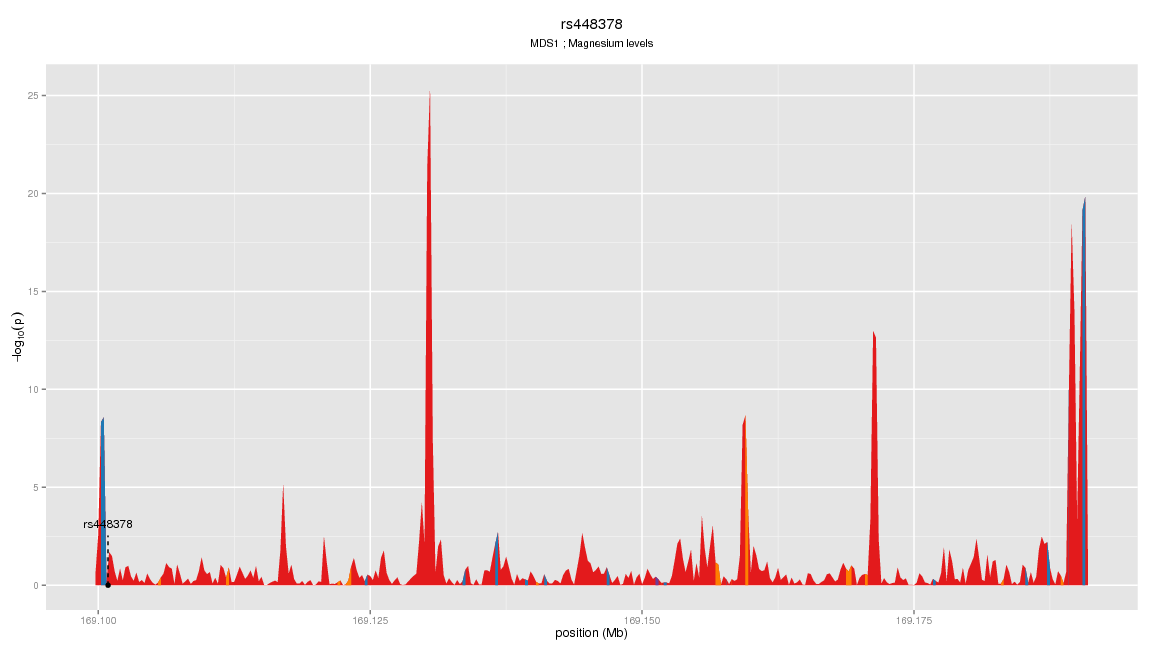 rs448378
MDS1 ; Magnesium levels
25
20
15
10
5
0
−log10(p)
rs448378
169.100
169.125
169.150
169.175
position (Mb)